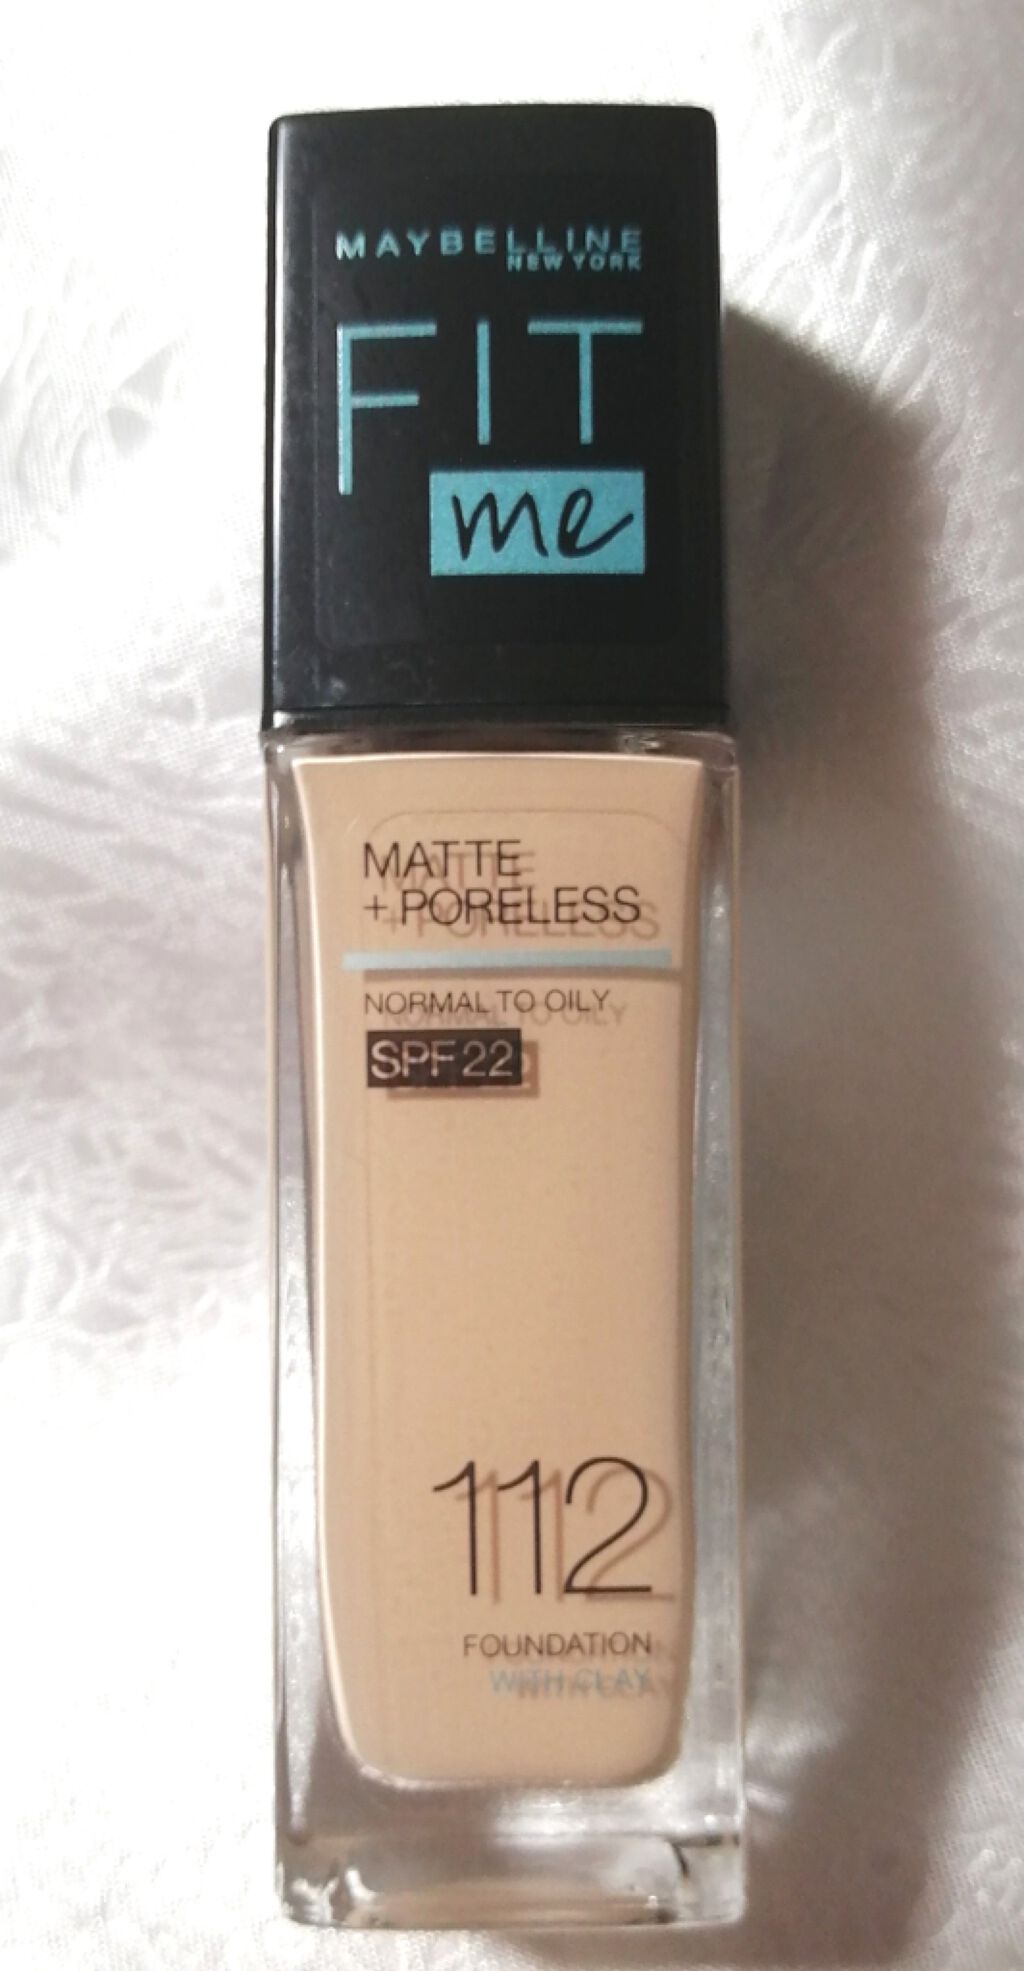 MAYBELLINE
NEW YORK
FIT
me
MATTE
+ PORELESS
NORMAL TO OILY
SPF 22
112
FOUNDATION
WITH CLAY